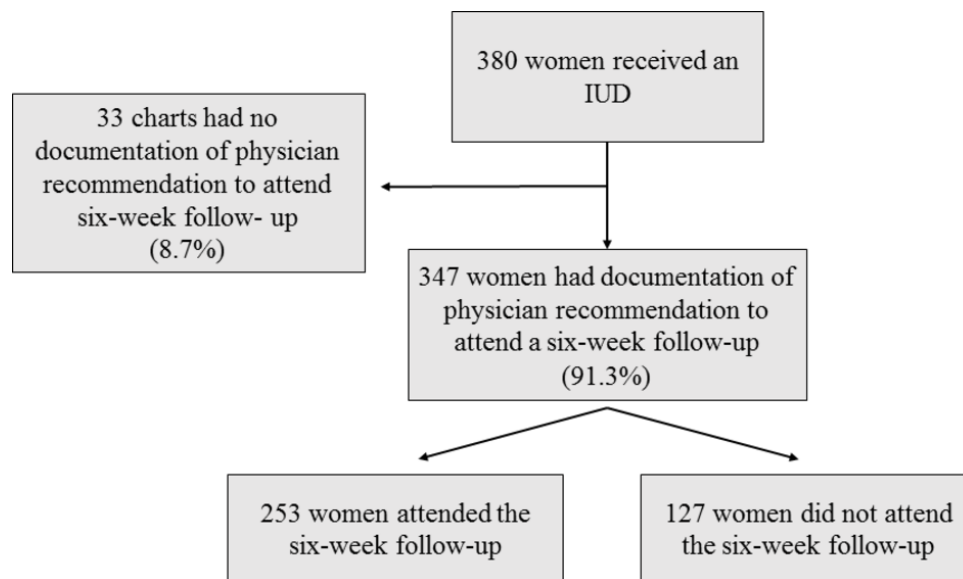 380 women received an
IUD
33 charts had no
documentation of physician
recommendation to attend
six-week follow- up
(8.7%)
347 women had documentation of
physician recommendation to
attend a six-week follow-up
(91.3%)
253 women attended the
six-week follow-up
127 women did not attend
the six-week follow-up